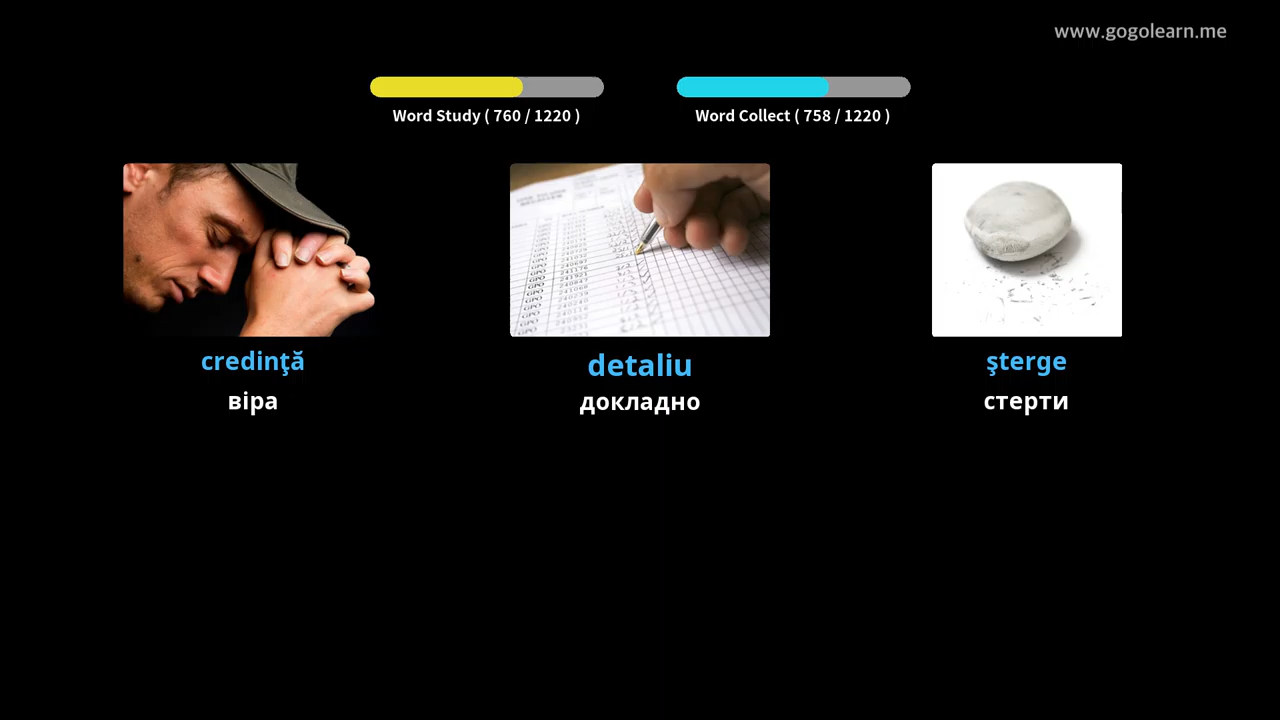 www.gogolearn.me
Word Study ( 760 / 1220 )
Word Collect ( 758 / 1220 )
credinţă
detaliu
şterge
віра
докладно
стерти